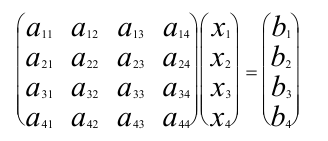 a₁₁ a₁₂ a₁₃ a₁₄ x₁ b₁
a₂₁ a₂₂ a₂₃ a₂₄ x₂ = b₂
a₃₁ a₃₂ a₃₃ a₃₄ x₃ b₃
a₄₁ a₄₂ a₄₃ a₄₄ x₄ b₄